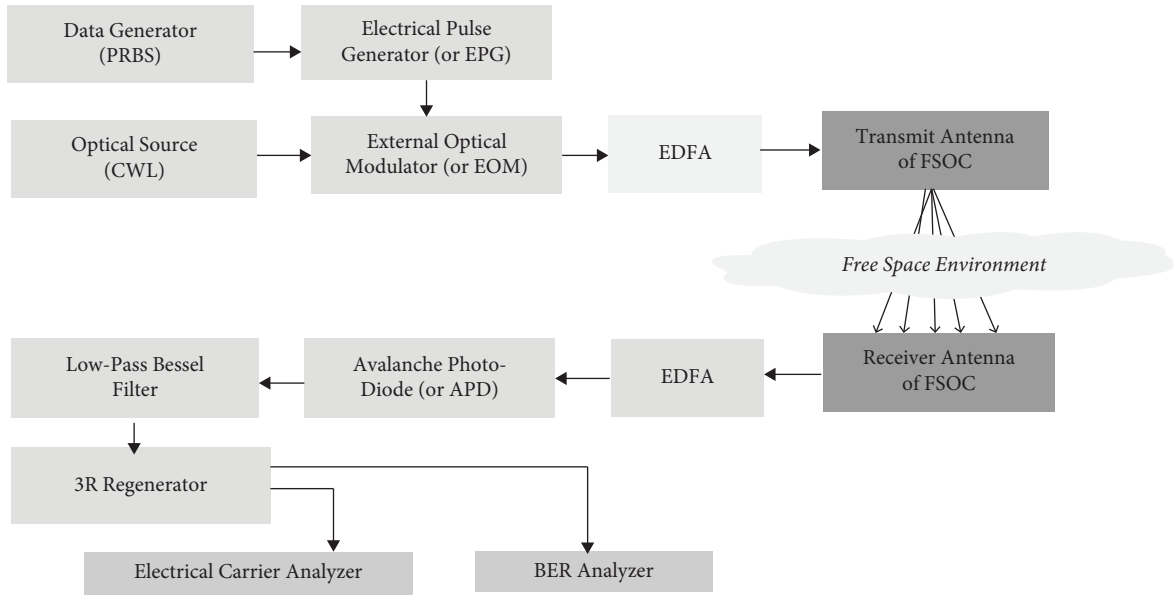 Data Generator
(PRBS)
Electrical Pulse
Generator (or EPG)
Optical Source
(CWL)
External Optical
Modulator (or EOM)
EDFA
Transmit Antenna
of FSOC
Free Space Environment
Receiver Antenna
of FSOC
EDFA
Avalanche Photo-
Diode (or APD)
Low-Pass Bessel
Filter
3R Regenerator
Electrical Carrier Analyzer
BER Analyzer